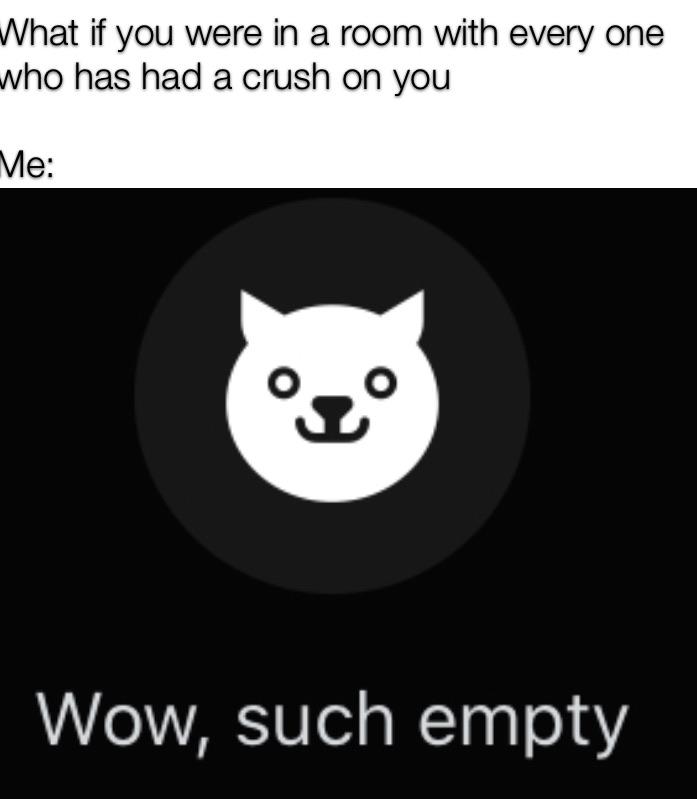 What if you were in a room with every one
who has had a crush on you
Me:
Wow, such empty